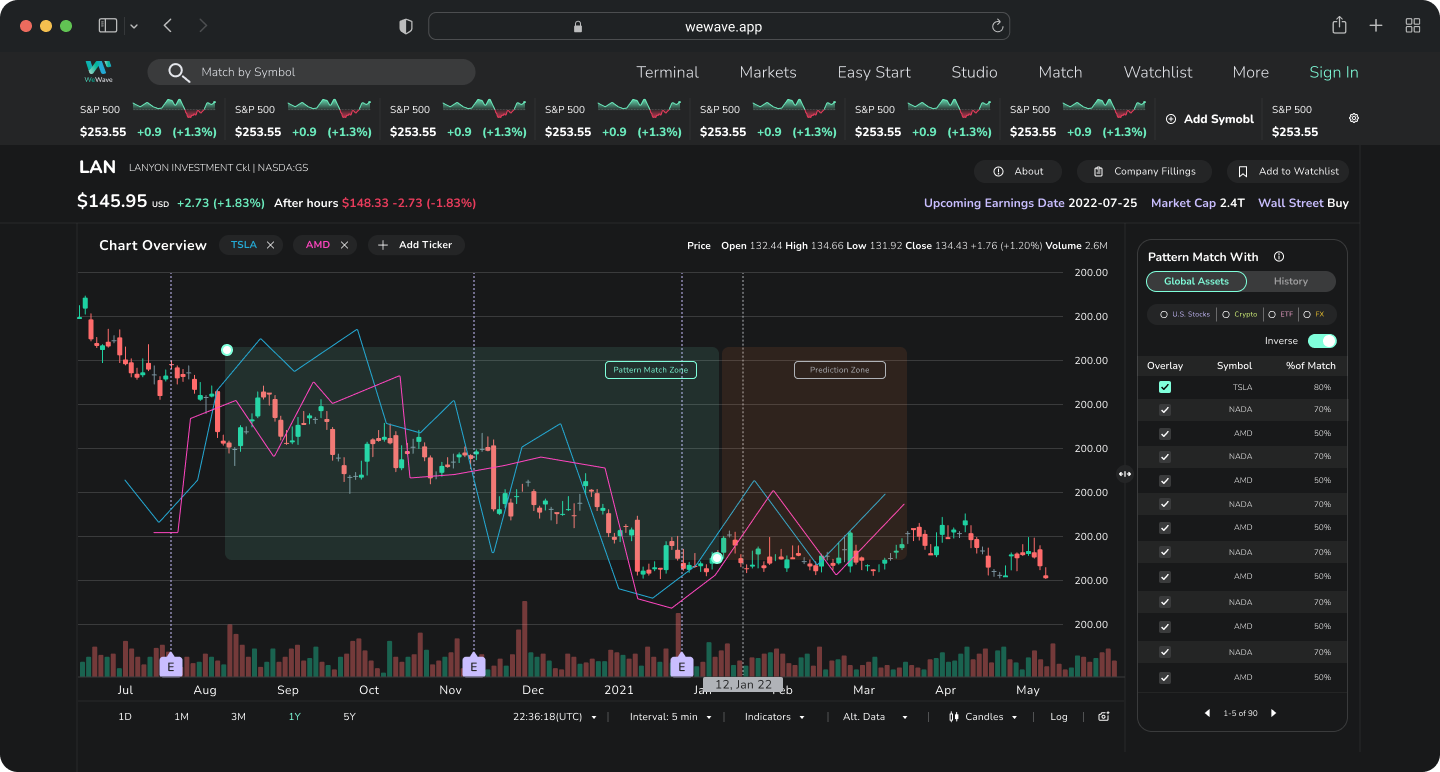 wewave.app
WeWave
Match by Symbol
Terminal Markets Easy Start Studio Match Watchlist More Sign In
S&P 500 S&P 500 S&P 500 S&P 500 S&P 500 S&P 500 S&P 500 S&P 500
$253.55 +0.9 (+1.3%) $253.55 +0.9 (+1.3%) $253.55 +0.9 (+1.3%) $253.55 +0.9 (+1.3%) $253.55 +0.9 (+1.3%) $253.55 +0.9 (+1.3%) $253.55 +0.9 (+1.3%) Add Symobl $253.55
LAN LANYON INVESTMENT Ckl | NASDA:GS
About Company Fillings Add to Watchlist
$145.95 USD +2.73 (+1.83%) After hours $148.33 -2.73 (-1.83%)
Upcoming Earnings Date 2022-07-25 Market Cap 2.4T Wall Street Buy
Chart Overview TSLA AMD Add Ticker
Price Open 132.44 High 134.66 Low 131.92 Close 134.43 +1.76 (+1.20%) Volume 2.6M
200.00
200.00
200.00
200.00
200.00
200.00
200.00
200.00
200.00
Pattern Match Zone
Prediction Zone
E E E
12, Jan 22
Jul Aug Sep Oct Nov Dec 2021 Jan Feb Mar Apr May
1D 1M 3M 1Y 5Y
22:36:18(UTC) Interval: 5 min Indicators Alt. Data Candles Log
Pattern Match With
Global Assets History
U.S. Stocks Crypto ETF FX
Inverse
Overlay Symbol %of Match
TSLA 80%
NADA 70%
AMD 50%
NADA 70%
AMD 50%
NADA 70%
AMD 50%
NADA 70%
AMD 50%
NADA 70%
AMD 50%
NADA 70%
AMD 50%
1-5 of 90